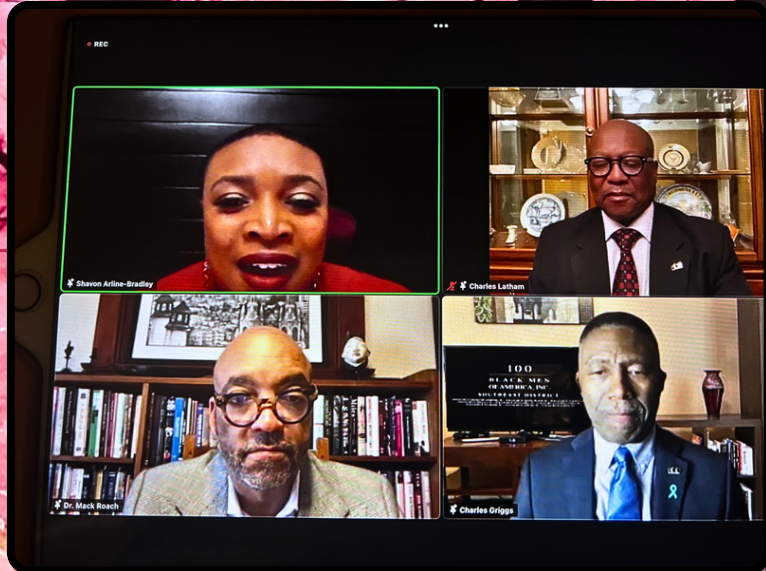 REC
Shavon Arline-Bradley
Charles Latham
100
BLACK MEN
OF AMERICA, INC.
SOUTHEAST DISTRICT
Dr. Mack Roach
Charles Griggs